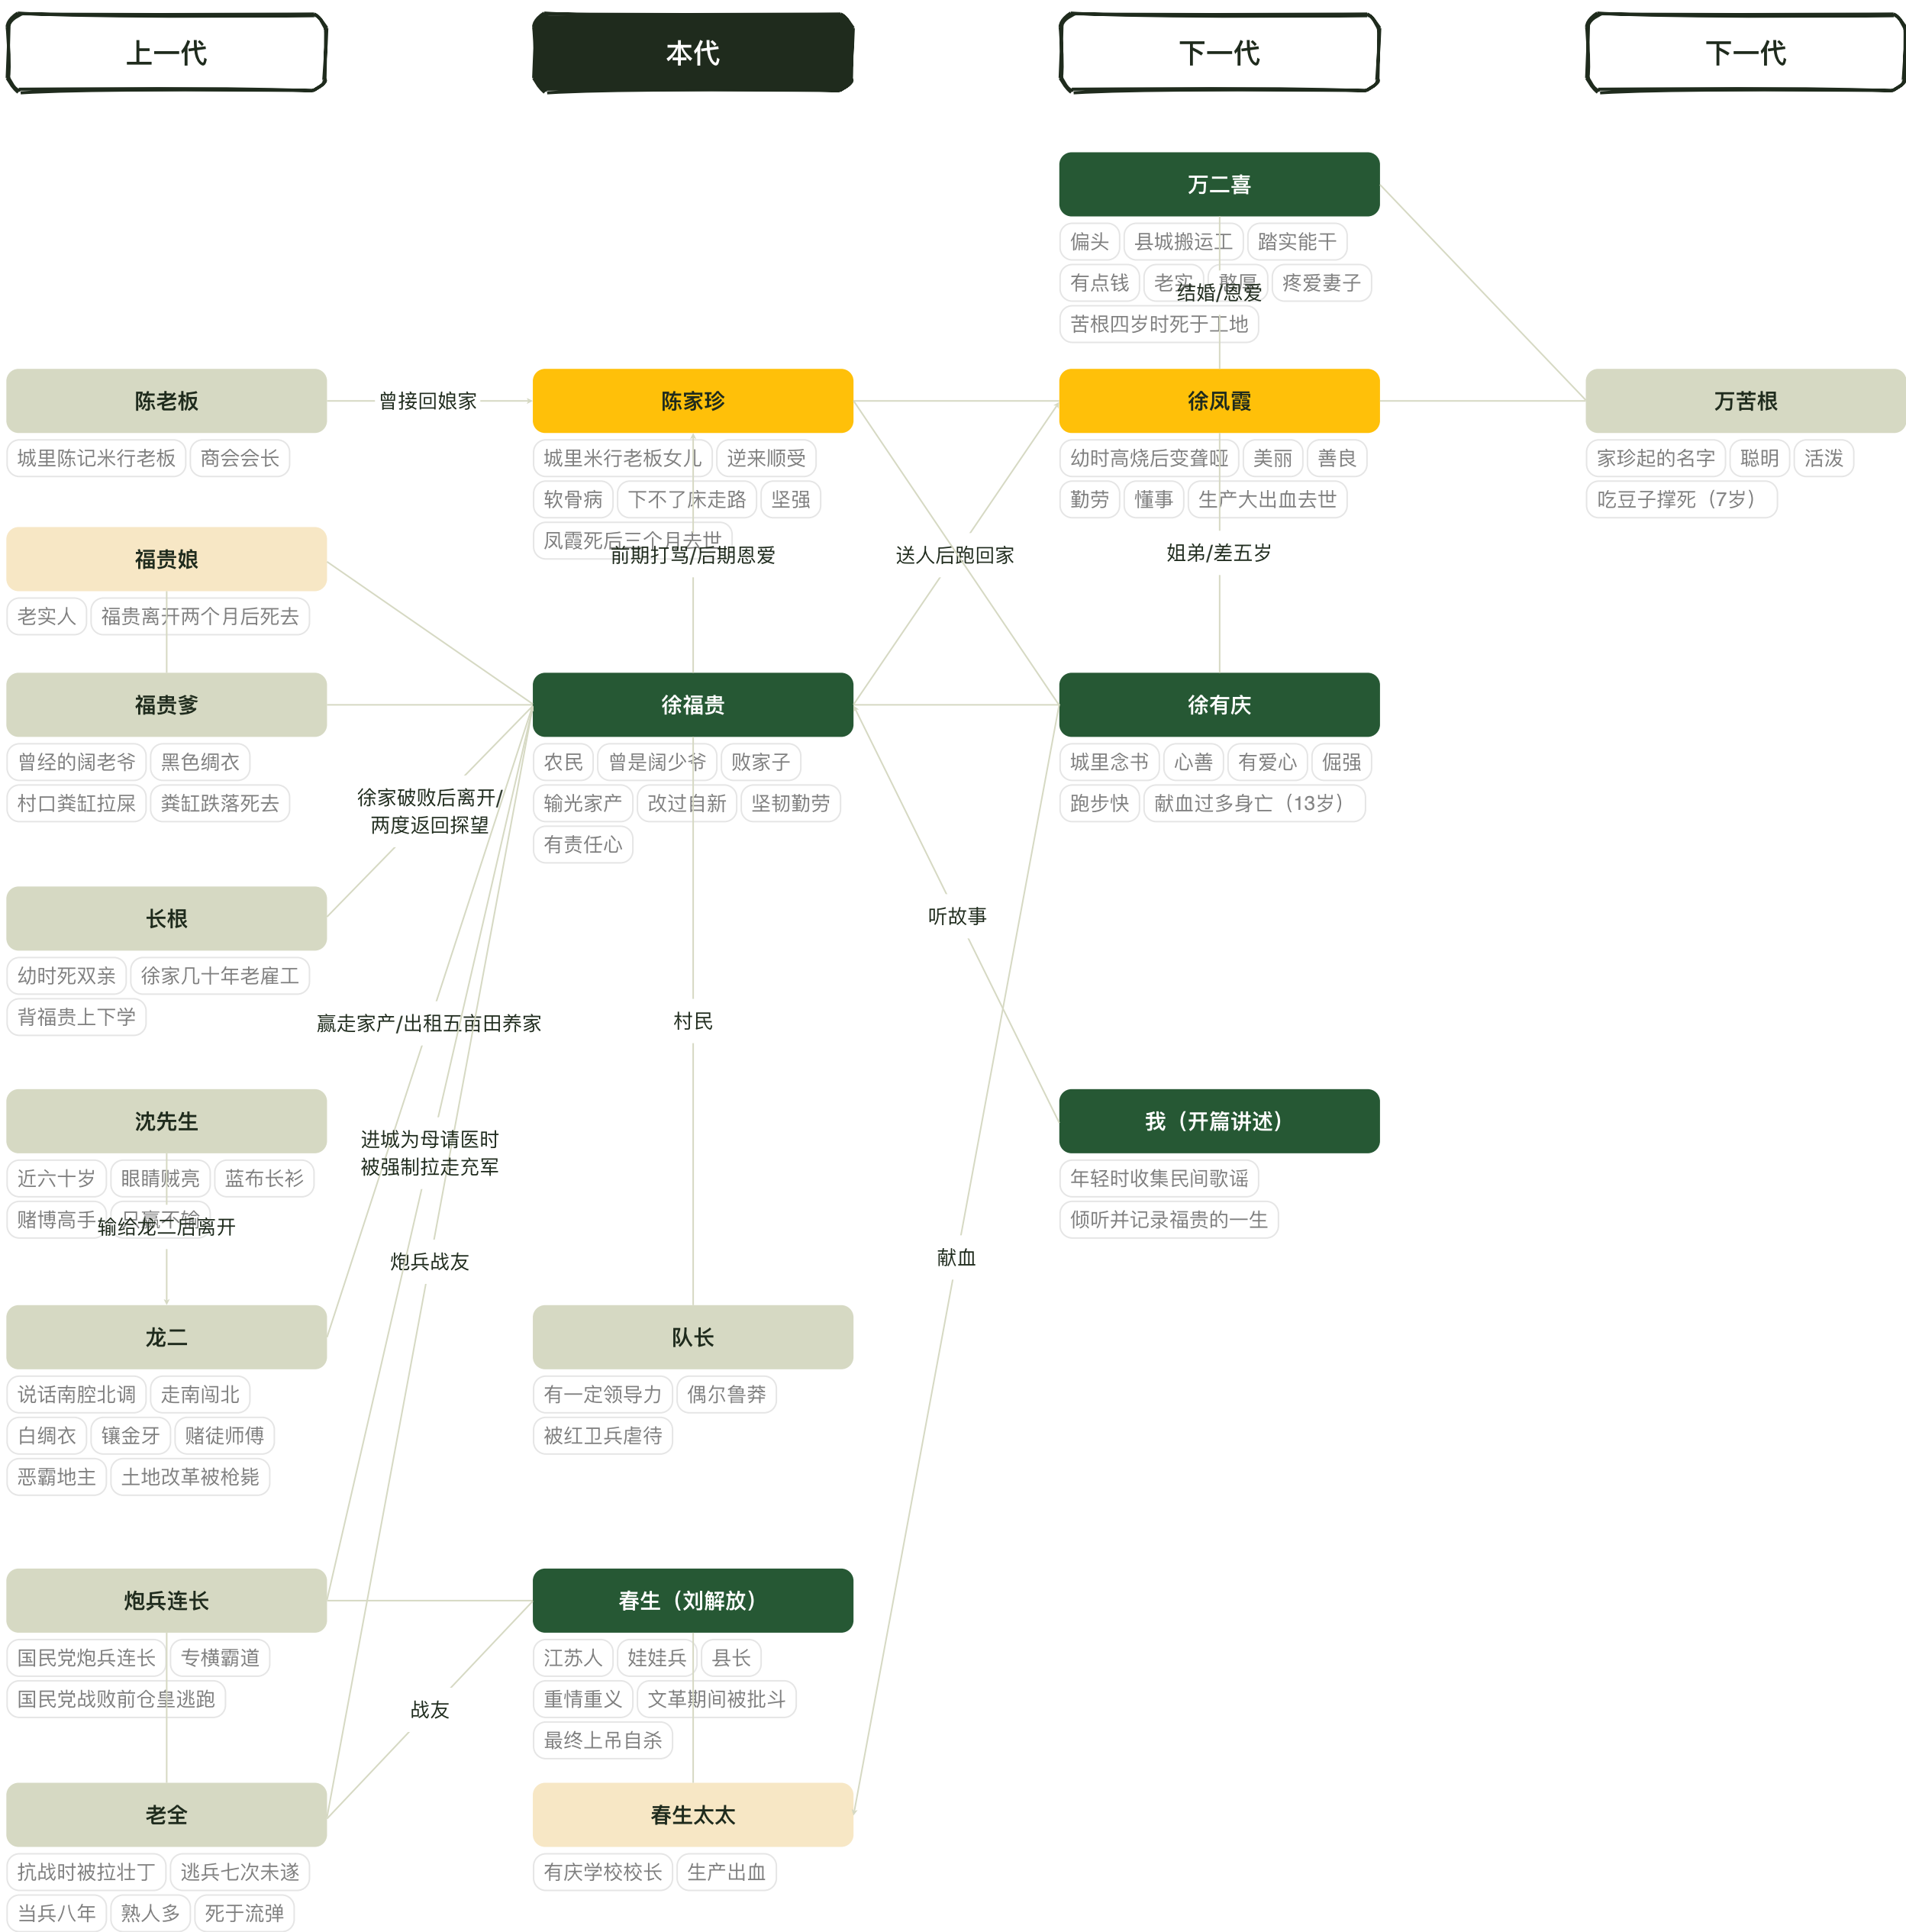 上一代
本代
下一代
下一代
万二喜
偏头 县城搬运工 踏实能干
有点钱 老实 憨厚 疼爱妻子
结婚/恩爱
苦根四岁时死于工地
陈老板
曾接回娘家
陈家珍
徐凤霞
万苦根
城里陈记米行老板 商会会长
城里米行老板女儿 逆来顺受
软骨病 下不了床走路 坚强
凤霞死后三个月去世
幼时高烧后变聋哑 美丽 善良
勤劳 懂事 生产大出血去世
家珍起的名字 聪明 活泼
吃豆子撑死（7岁）
福贵娘
前期打骂/后期恩爱
送人后跑回家
姐弟/差五岁
老实人 福贵离开两个月后死去
福贵爹
徐福贵
徐有庆
曾经的阔老爷 黑色绸衣
村口粪缸拉屎 粪缸跌落死去
徐家破败后离开/
两度返回探望
农民 曾是阔少爷 败家子
输光家产 改过自新 坚韧勤劳
有责任心
城里念书 心善 有爱心 倔强
跑步快 献血过多身亡（13岁）
长根
听故事
幼时死双亲 徐家几十年老雇工
背福贵上下学
赢走家产/出租五亩田养家
村民
沈先生
进城为母请医时
被强制拉走充军
我（开篇讲述）
近六十岁 眼睛贼亮 蓝布长衫
赌博高手 只赢不输
输给龙二后离开
年轻时收集民间歌谣
倾听并记录福贵的一生
炮兵战友
献血
龙二
队长
说话南腔北调 走南闯北
白绸衣 镶金牙 赌徒师傅
恶霸地主 土地改革被枪毙
有一定领导力 偶尔鲁莽
被红卫兵虐待
炮兵连长
春生（刘解放）
国民党炮兵连长 专横霸道
国民党战败前仓皇逃跑
战友
江苏人 娃娃兵 县长
重情重义 文革期间被批斗
最终上吊自杀
老全
春生太太
抗战时被拉壮丁 逃兵七次未遂
当兵八年 熟人多 死于流弹
有庆学校校长 生产出血